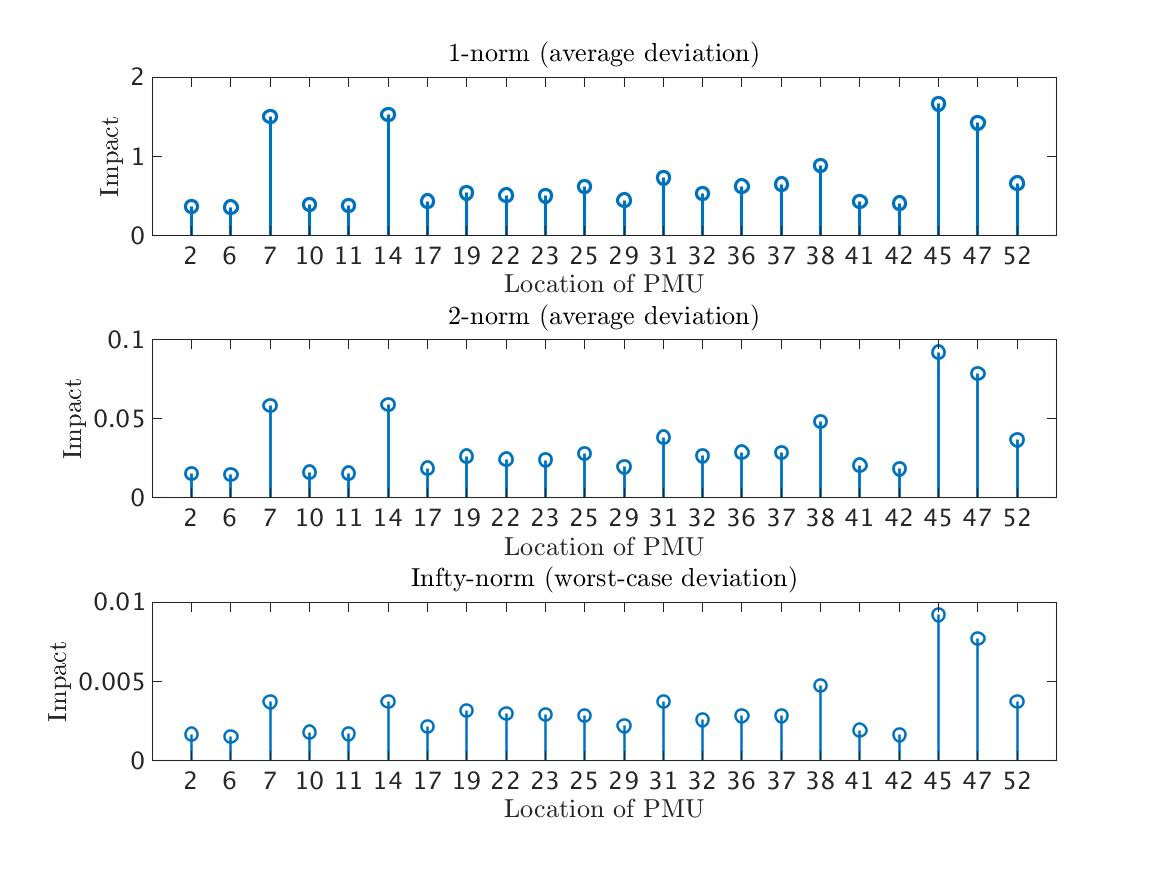 1-norm (average deviation)
2
1
0
Impact
2 6 7 10 11 14 17 19 22 23 25 29 31 32 36 37 38 41 42 45 47 52
Location of PMU
2-norm (average deviation)
0.1
0.05
0
Impact
2 6 7 10 11 14 17 19 22 23 25 29 31 32 36 37 38 41 42 45 47 52
Location of PMU
Infty-norm (worst-case deviation)
0.01
0.005
0
Impact
2 6 7 10 11 14 17 19 22 23 25 29 31 32 36 37 38 41 42 45 47 52
Location of PMU